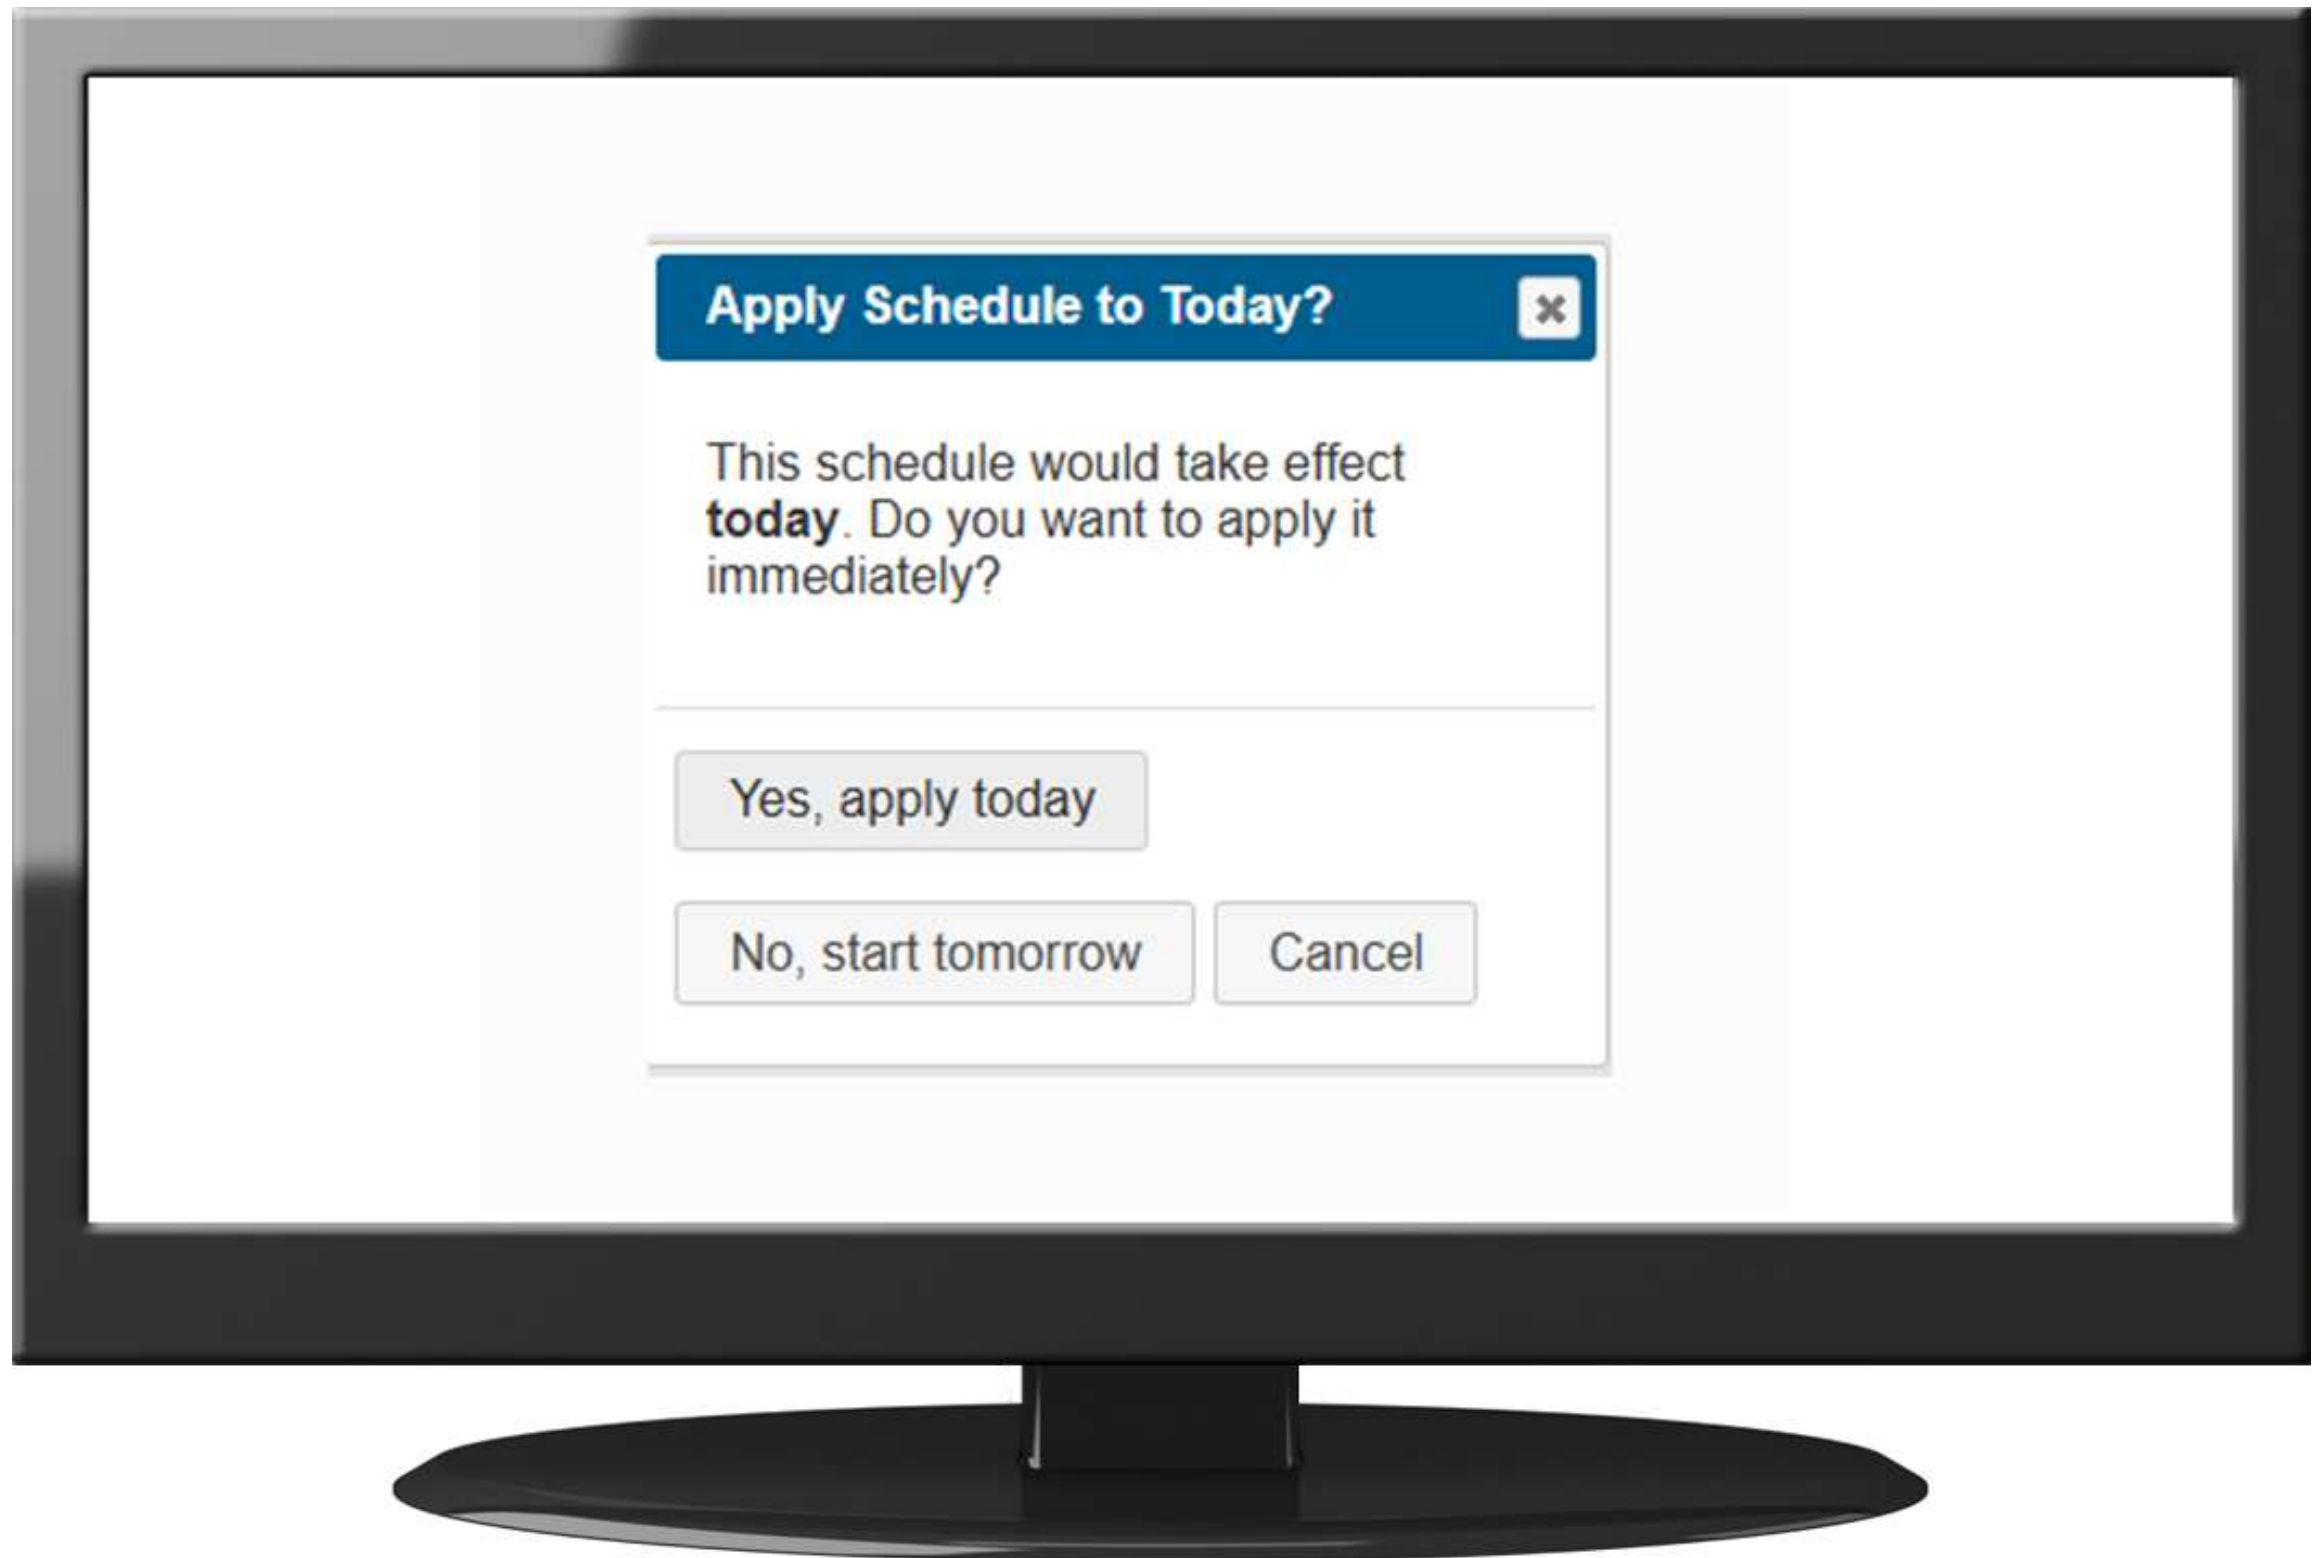 Apply Schedule to Today?
This schedule would take effect
today. Do you want to apply it
immediately?
Yes, apply today
No, start tomorrow
Cancel